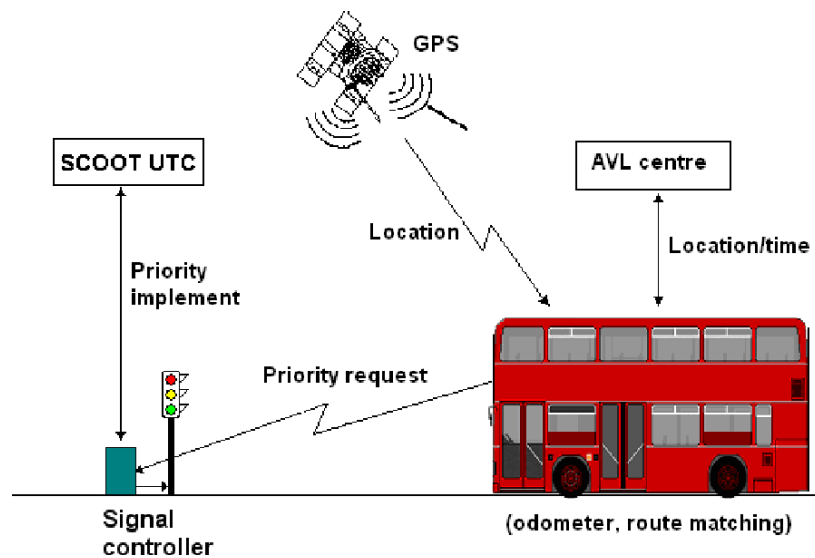 GPS
SCOOT UTC
AVL centre
Location
Location/time
Priority
implement
Priority request
Signal
controller
(odometer, route matching)